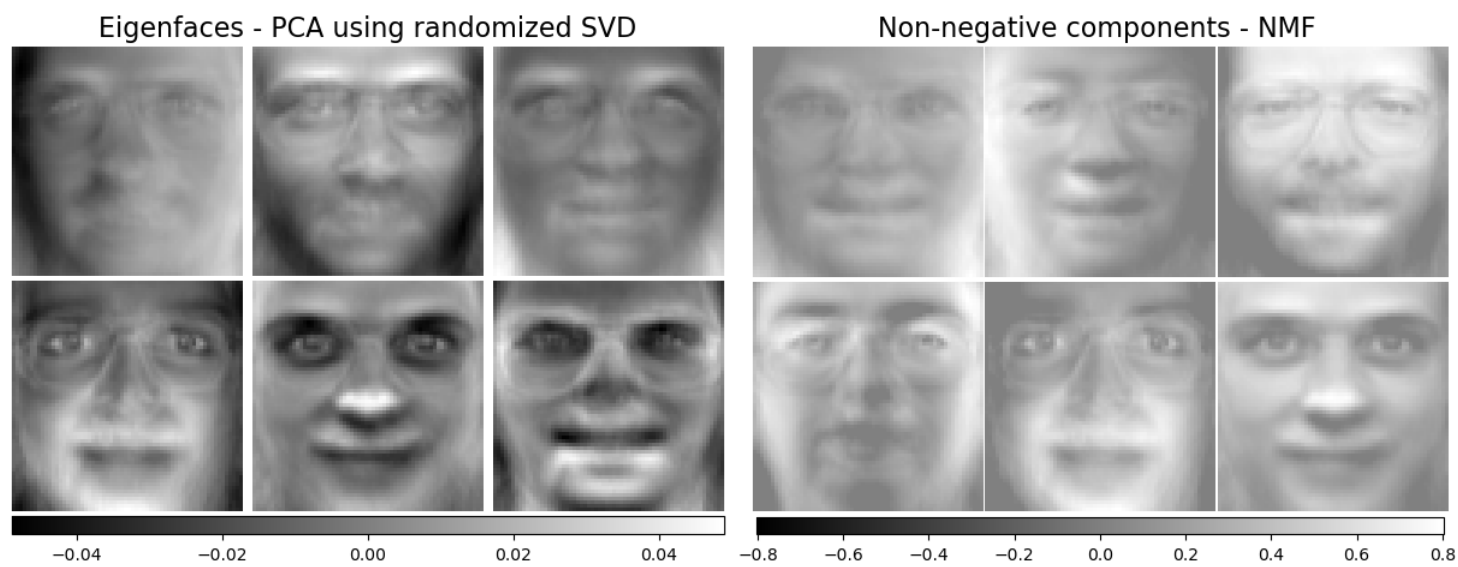 Eigenfaces - PCA using randomized SVD
−0.04 −0.02 0.00 0.02 0.04
Non-negative components - NMF
−0.8 −0.6 −0.4 −0.2 0.0 0.2 0.4 0.6 0.8